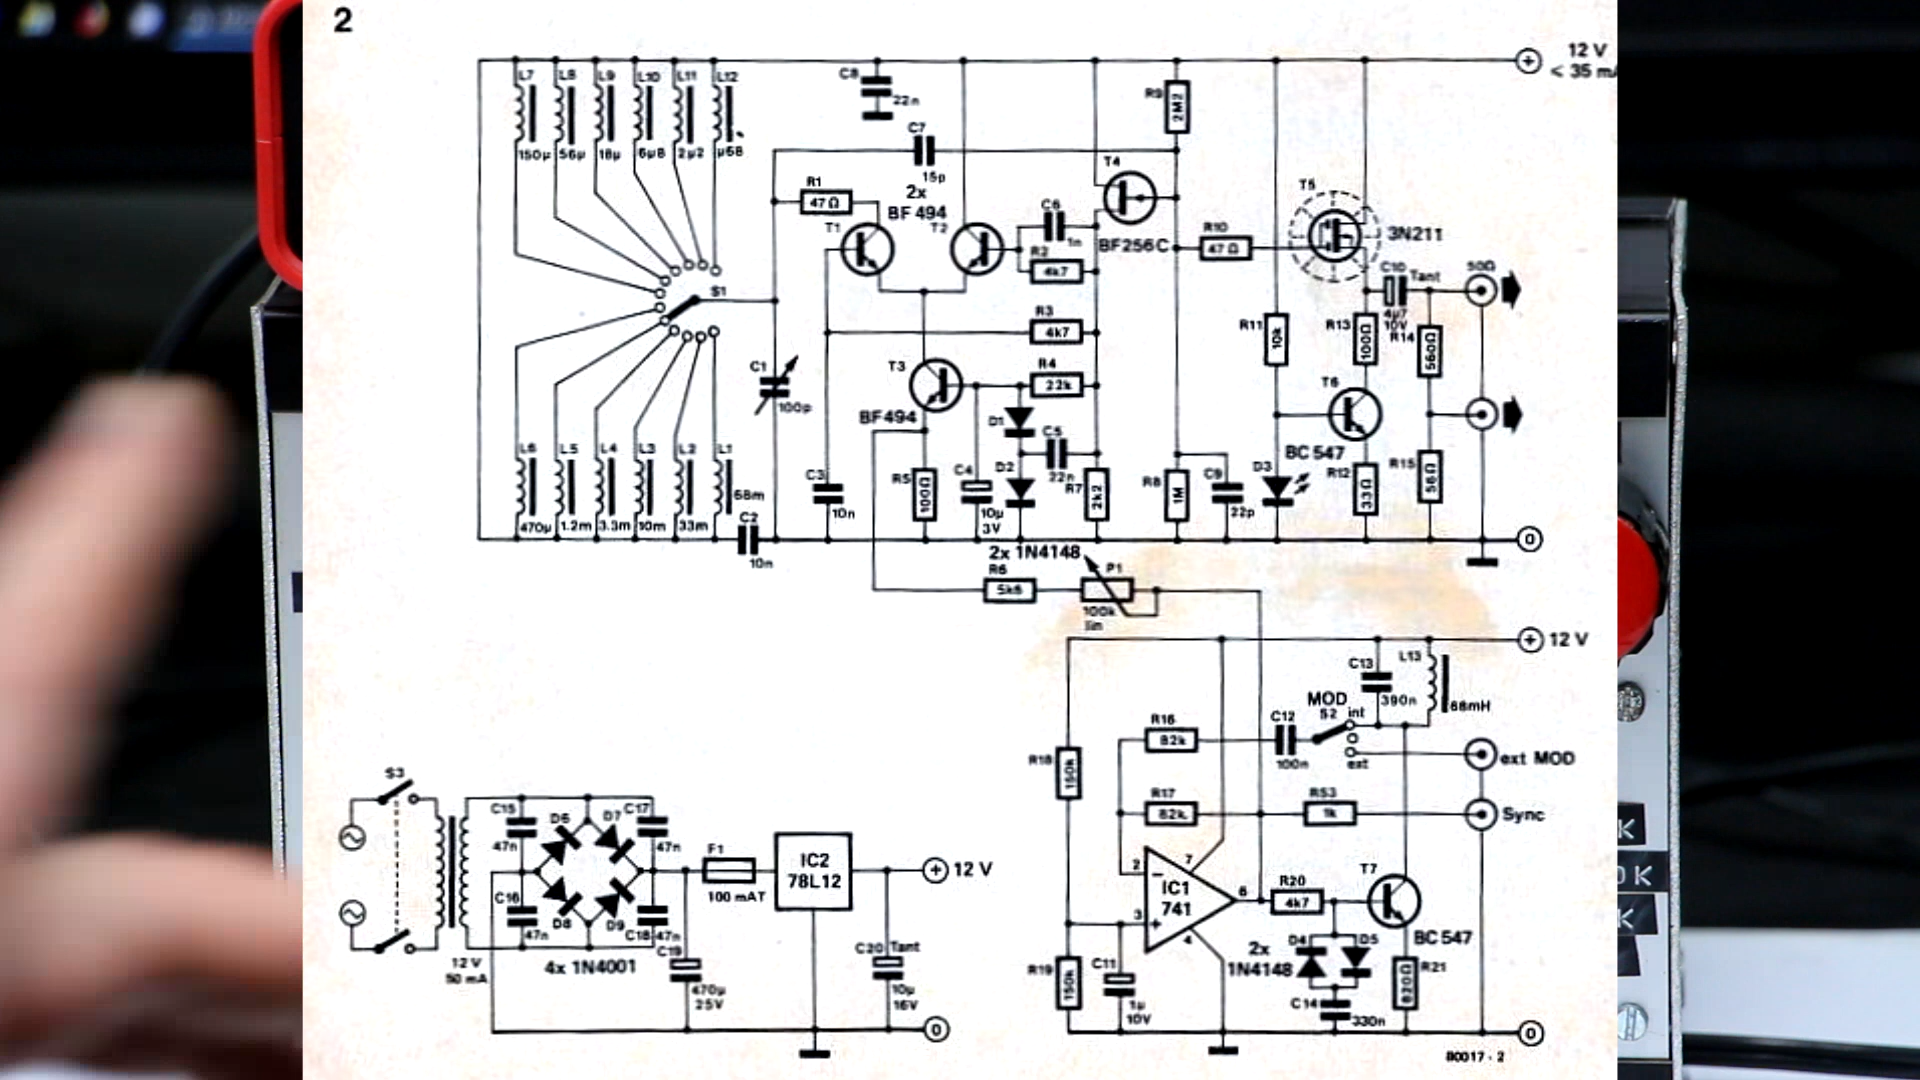 2
12 V
< 35 mA
L7
L8
L9
L10
L11
L12
150µ
56µ
18µ
6µ8
2µ2
µ68
C8
22n
C7
15p
R9
2M2
R1
47 Ω
2x
BF 494
T1
T2
C6
1n
R2
4k7
T4
BF256C
R10
47 Ω
T5
3N211
C10
Tant
4µ7
10V
50Ω
S1
R3
4k7
R4
22k
R11
10k
R13
100Ω
R14
560Ω
C1
100p
T3
BF494
D1
C5
22n
T6
BC 547
L6
L5
L4
L3
L2
L1
470µ
1.2m
3.3m
10m
33m
68m
C2
10n
C3
10n
R5
100Ω
C4
10µ
3V
D2
R7
2k2
R8
1M
C9
22p
D3
R12
33Ω
R15
56Ω
0
2x 1N4148
R6
5k6
P1
100k
lin
12 V
C13
390n
L13
68mH
MOD
S2
int
ext
C12
100n
R16
82k
R18
150k
ext MOD
R17
82k
R53
1k
Sync
S3
C15
47n
D6
D7
C17
47n
C16
47n
D8
D9
C18
47n
12 V
50 mA
4x 1N4001
F1
100 mAT
IC2
78L12
12 V
C19
470µ
25V
C20
Tant
10µ
16V
0
2
7
IC1
741
6
3
4
R20
4k7
T7
BC 547
2x
1N4148
D4
D5
R19
150k
C11
1µ
10V
C14
330n
R21
820Ω
0
80017 - 2
K
0 K
K